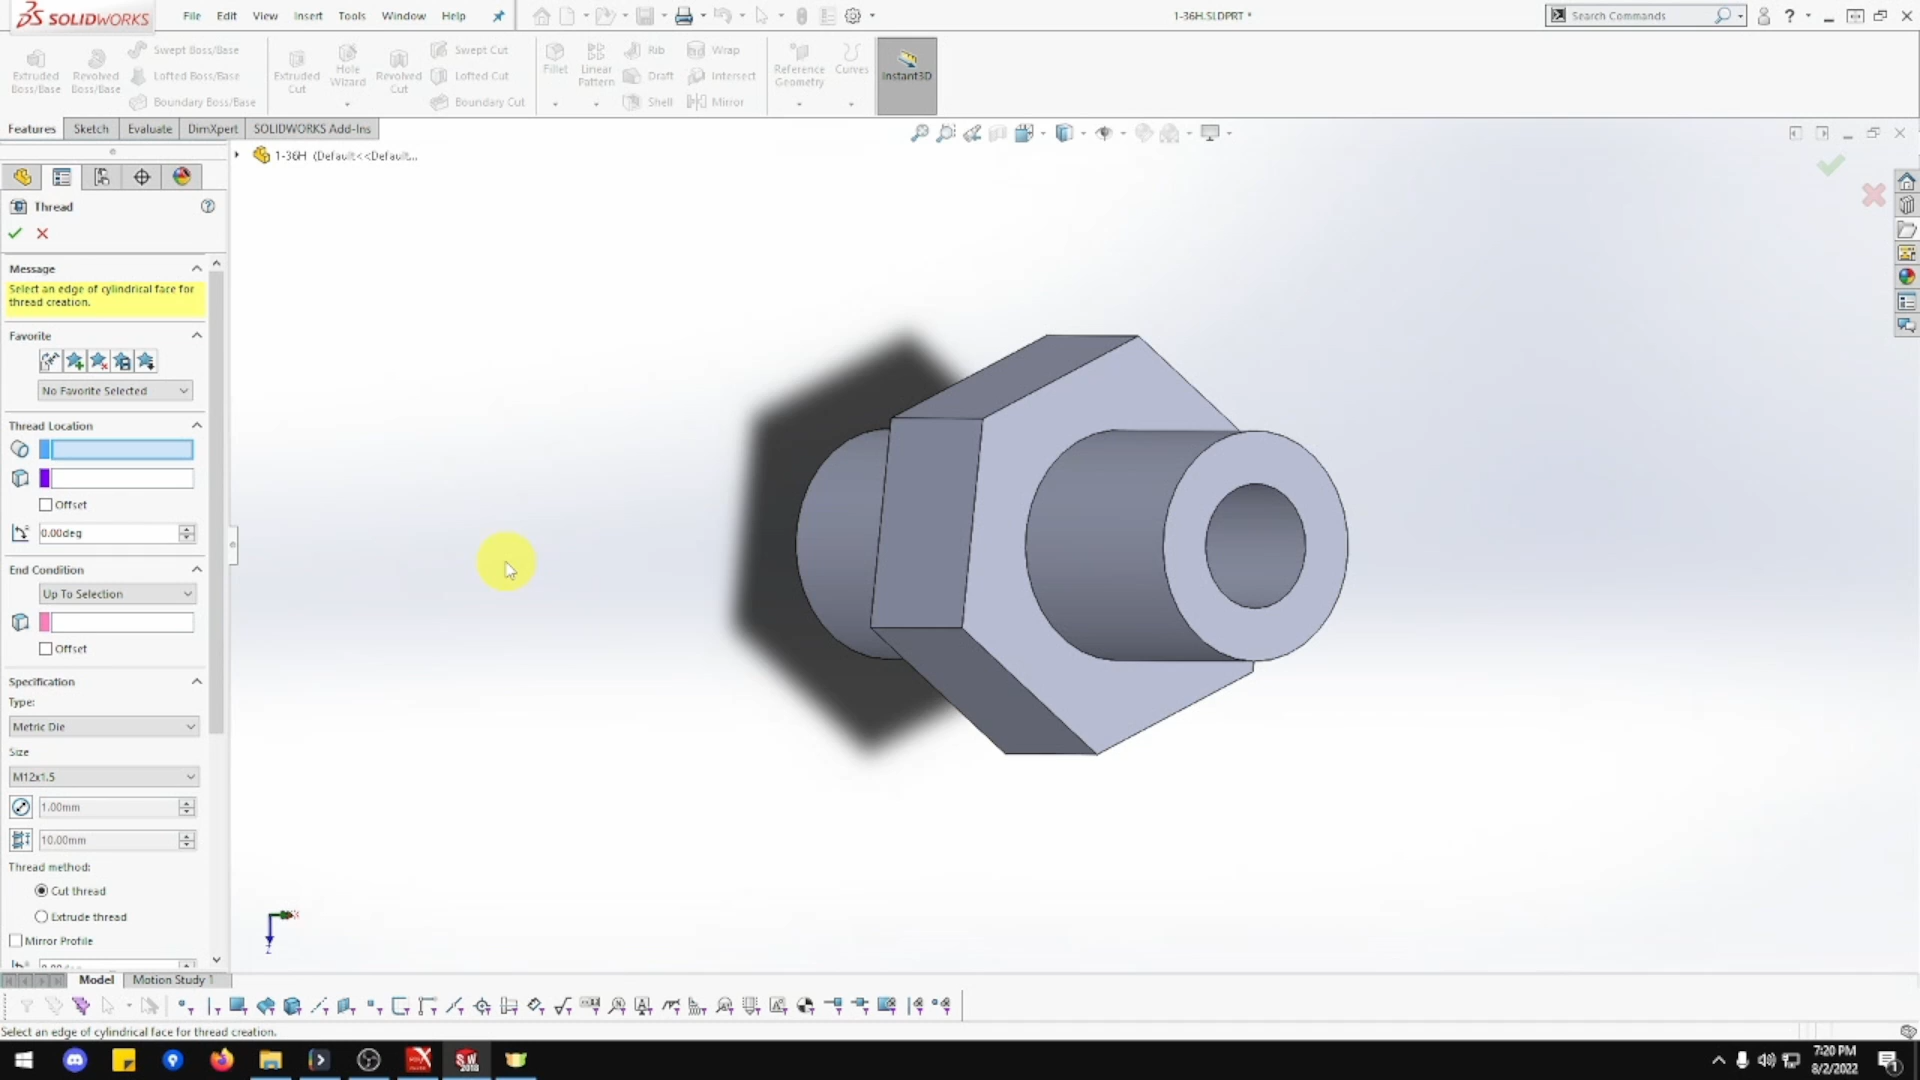 SOLIDWORKS
File Edit View Insert Tools Window Help
1-36H.SLDPRT *
Search Commands
Extruded Boss/Base
Revolved Boss/Base
Swept Boss/Base
Lofted Boss/Base
Boundary Boss/Base
Extruded Cut
Hole Wizard
Revolved Cut
Swept Cut
Lofted Cut
Boundary Cut
Fillet
Linear Pattern
Rib
Draft
Shell
Wrap
Intersect
Mirror
Reference Geometry
Curves
Instant3D
Features Sketch Evaluate DimXpert SOLIDWORKS Add-Ins
1-36H (Default<<Default...
Thread
Message
Select an edge of cylindrical face for
thread creation.
Favorite
No Favorite Selected
Thread Location
Offset
0.00deg
End Condition
Up To Selection
Offset
Specification
Type:
Metric Die
Size
M12x1.5
1.00mm
10.00mm
Thread method:
Cut thread
Extrude thread
Mirror Profile
Model Motion Study 1
Select an edge of cylindrical face for thread creation.
7:20 PM
8/2/2022